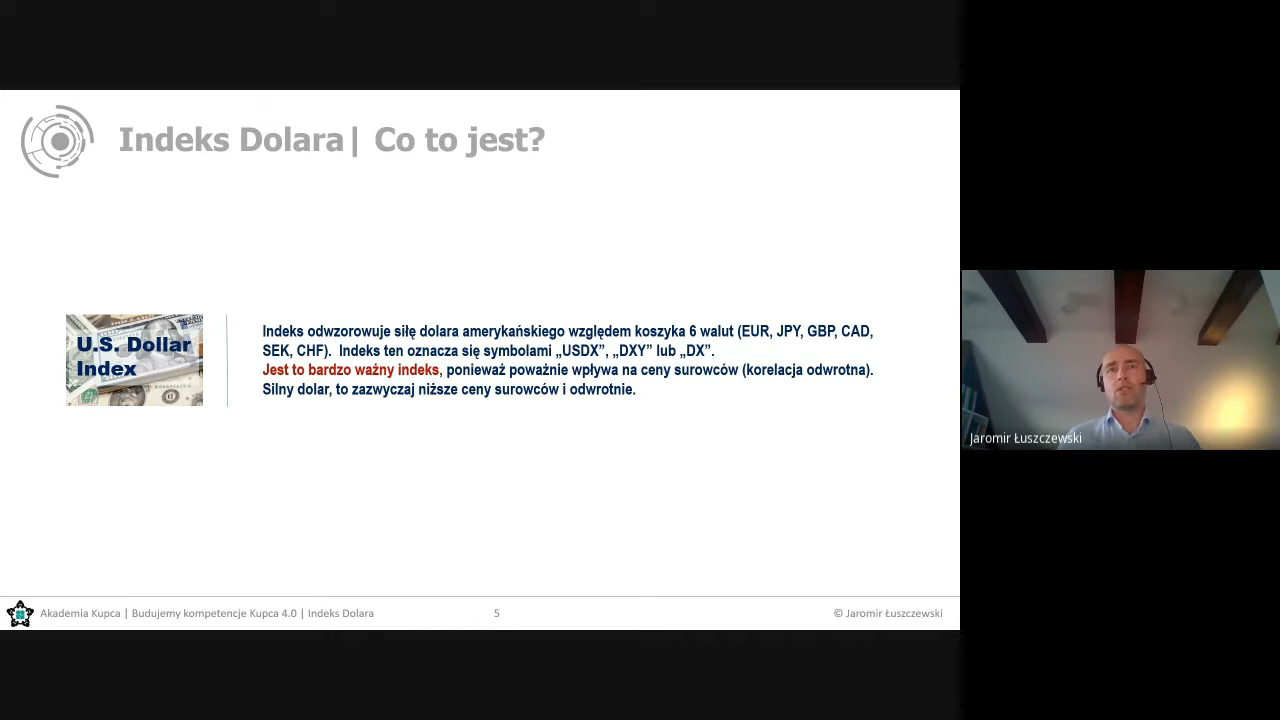 Indeks Dolara| Co to jest?
U.S. Dollar
Index
Indeks odwzorowuje siłę dolara amerykańskiego względem koszyka 6 walut (EUR, JPY, GBP, CAD,
SEK, CHF). Indeks ten oznacza się symbolami „USDX”, „DXY” lub „DX”.
Jest to bardzo ważny indeks, ponieważ poważnie wpływa na ceny surowców (korelacja odwrotna).
Silny dolar, to zazwyczaj niższe ceny surowców i odwrotnie.
Jaromir Łuszczewski
Akademia Kupca | Budujemy kompetencje Kupca 4.0 | Indeks Dolara
5
© Jaromir Łuszczewski